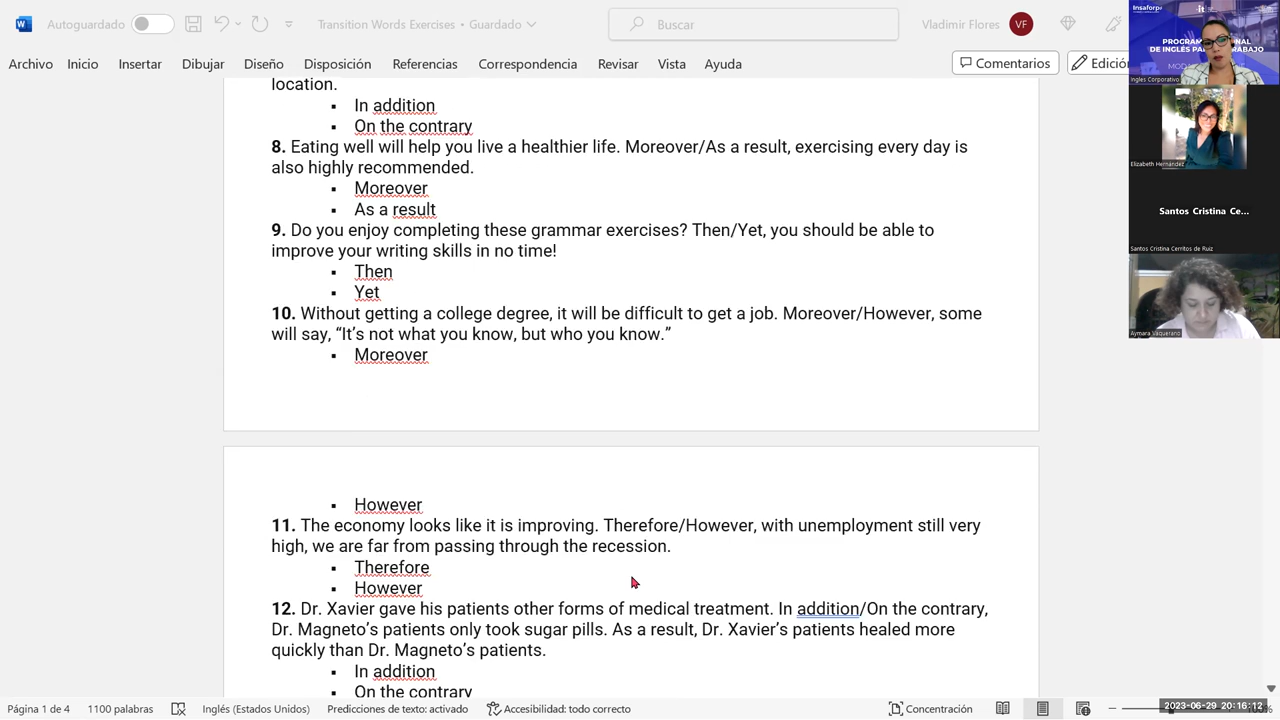 Autoguardado
Transition Words Exercises • Guardado
Buscar
Vladimir Flores
VF
Archivo
Inicio
Insertar
Dibujar
Diseño
Disposición
Referencias
Correspondencia
Revisar
Vista
Ayuda
Comentarios
Edición
location.
▪ In addition
▪ On the contrary
8. Eating well will help you live a healthier life. Moreover/As a result, exercising every day is
also highly recommended.
▪ Moreover
▪ As a result
9. Do you enjoy completing these grammar exercises? Then/Yet, you should be able to
improve your writing skills in no time!
▪ Then
▪ Yet
10. Without getting a college degree, it will be difficult to get a job. Moreover/However, some
will say, “It’s not what you know, but who you know.”
▪ Moreover
▪ However
11. The economy looks like it is improving. Therefore/However, with unemployment still very
high, we are far from passing through the recession.
▪ Therefore
▪ However
12. Dr. Xavier gave his patients other forms of medical treatment. In addition/On the contrary,
Dr. Magneto’s patients only took sugar pills. As a result, Dr. Xavier’s patients healed more
quickly than Dr. Magneto’s patients.
▪ In addition
▪ On the contrary
Insaforp
Ingles Corporativo
Elizabeth Hernández
Santos Cristina Ce...
Santos Cristina Cerritos de Ruiz
Aymara Vaquerano
Página 1 de 4
1100 palabras
Inglés (Estados Unidos)
Predicciones de texto: activado
Accesibilidad: todo correcto
Concentración
2023-06-29 20:16:12